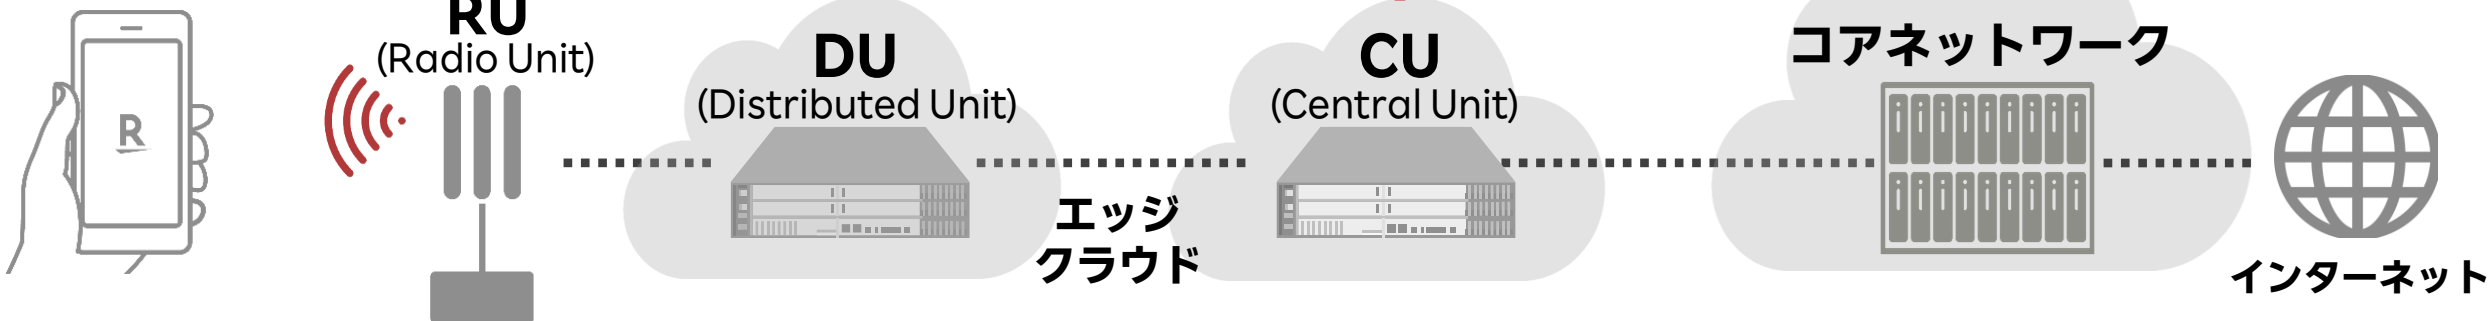 RU
(Radio Unit)
R
DU
(Distributed Unit)
エッジ
クラウド
CU
(Central Unit)
コアネットワーク
インターネット